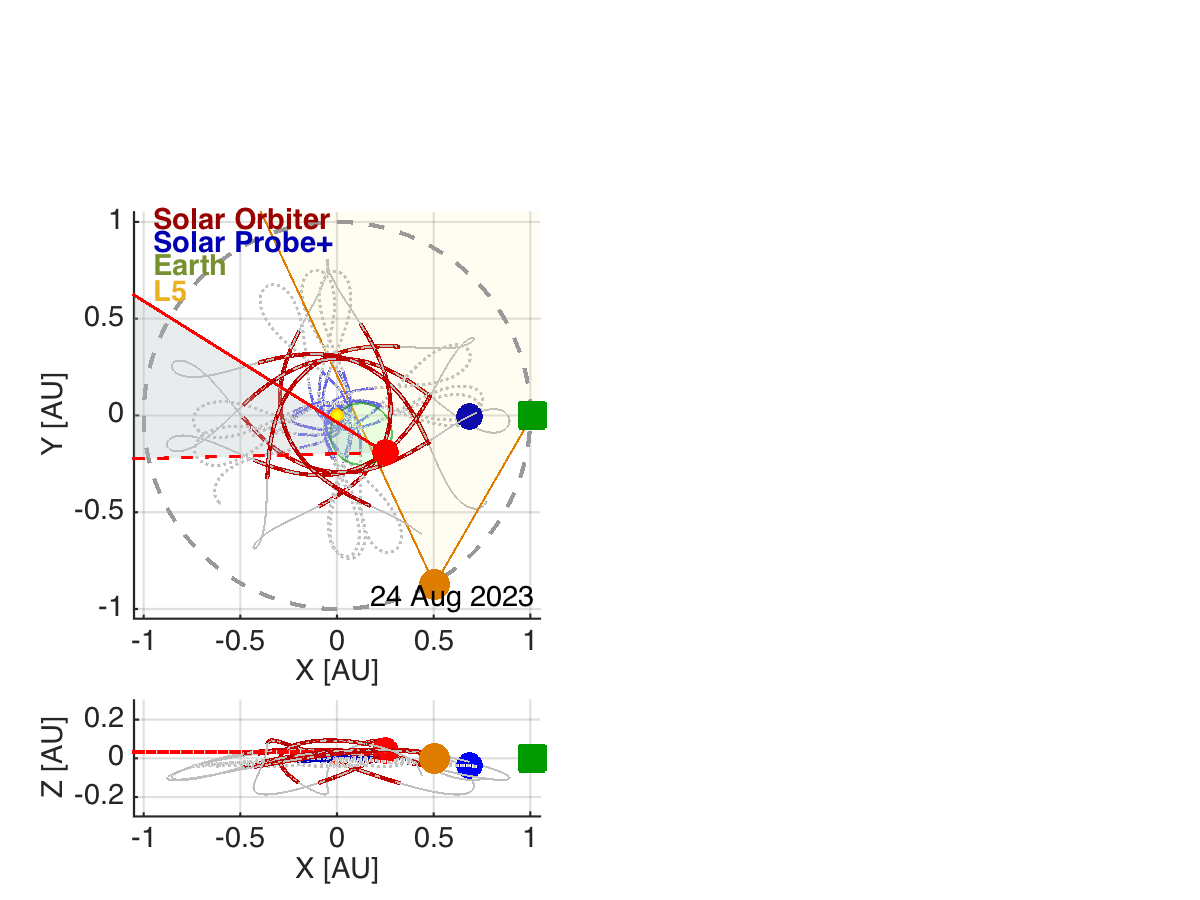 Solar Orbiter
Solar Probe+
Earth
L5
1
0.5
0
-0.5
-1
Y [AU]
24 Aug 2023
-1 -0.5 0 0.5 1
X [AU]
0.2
0
-0.2
Z [AU]
-1 -0.5 0 0.5 1
X [AU]